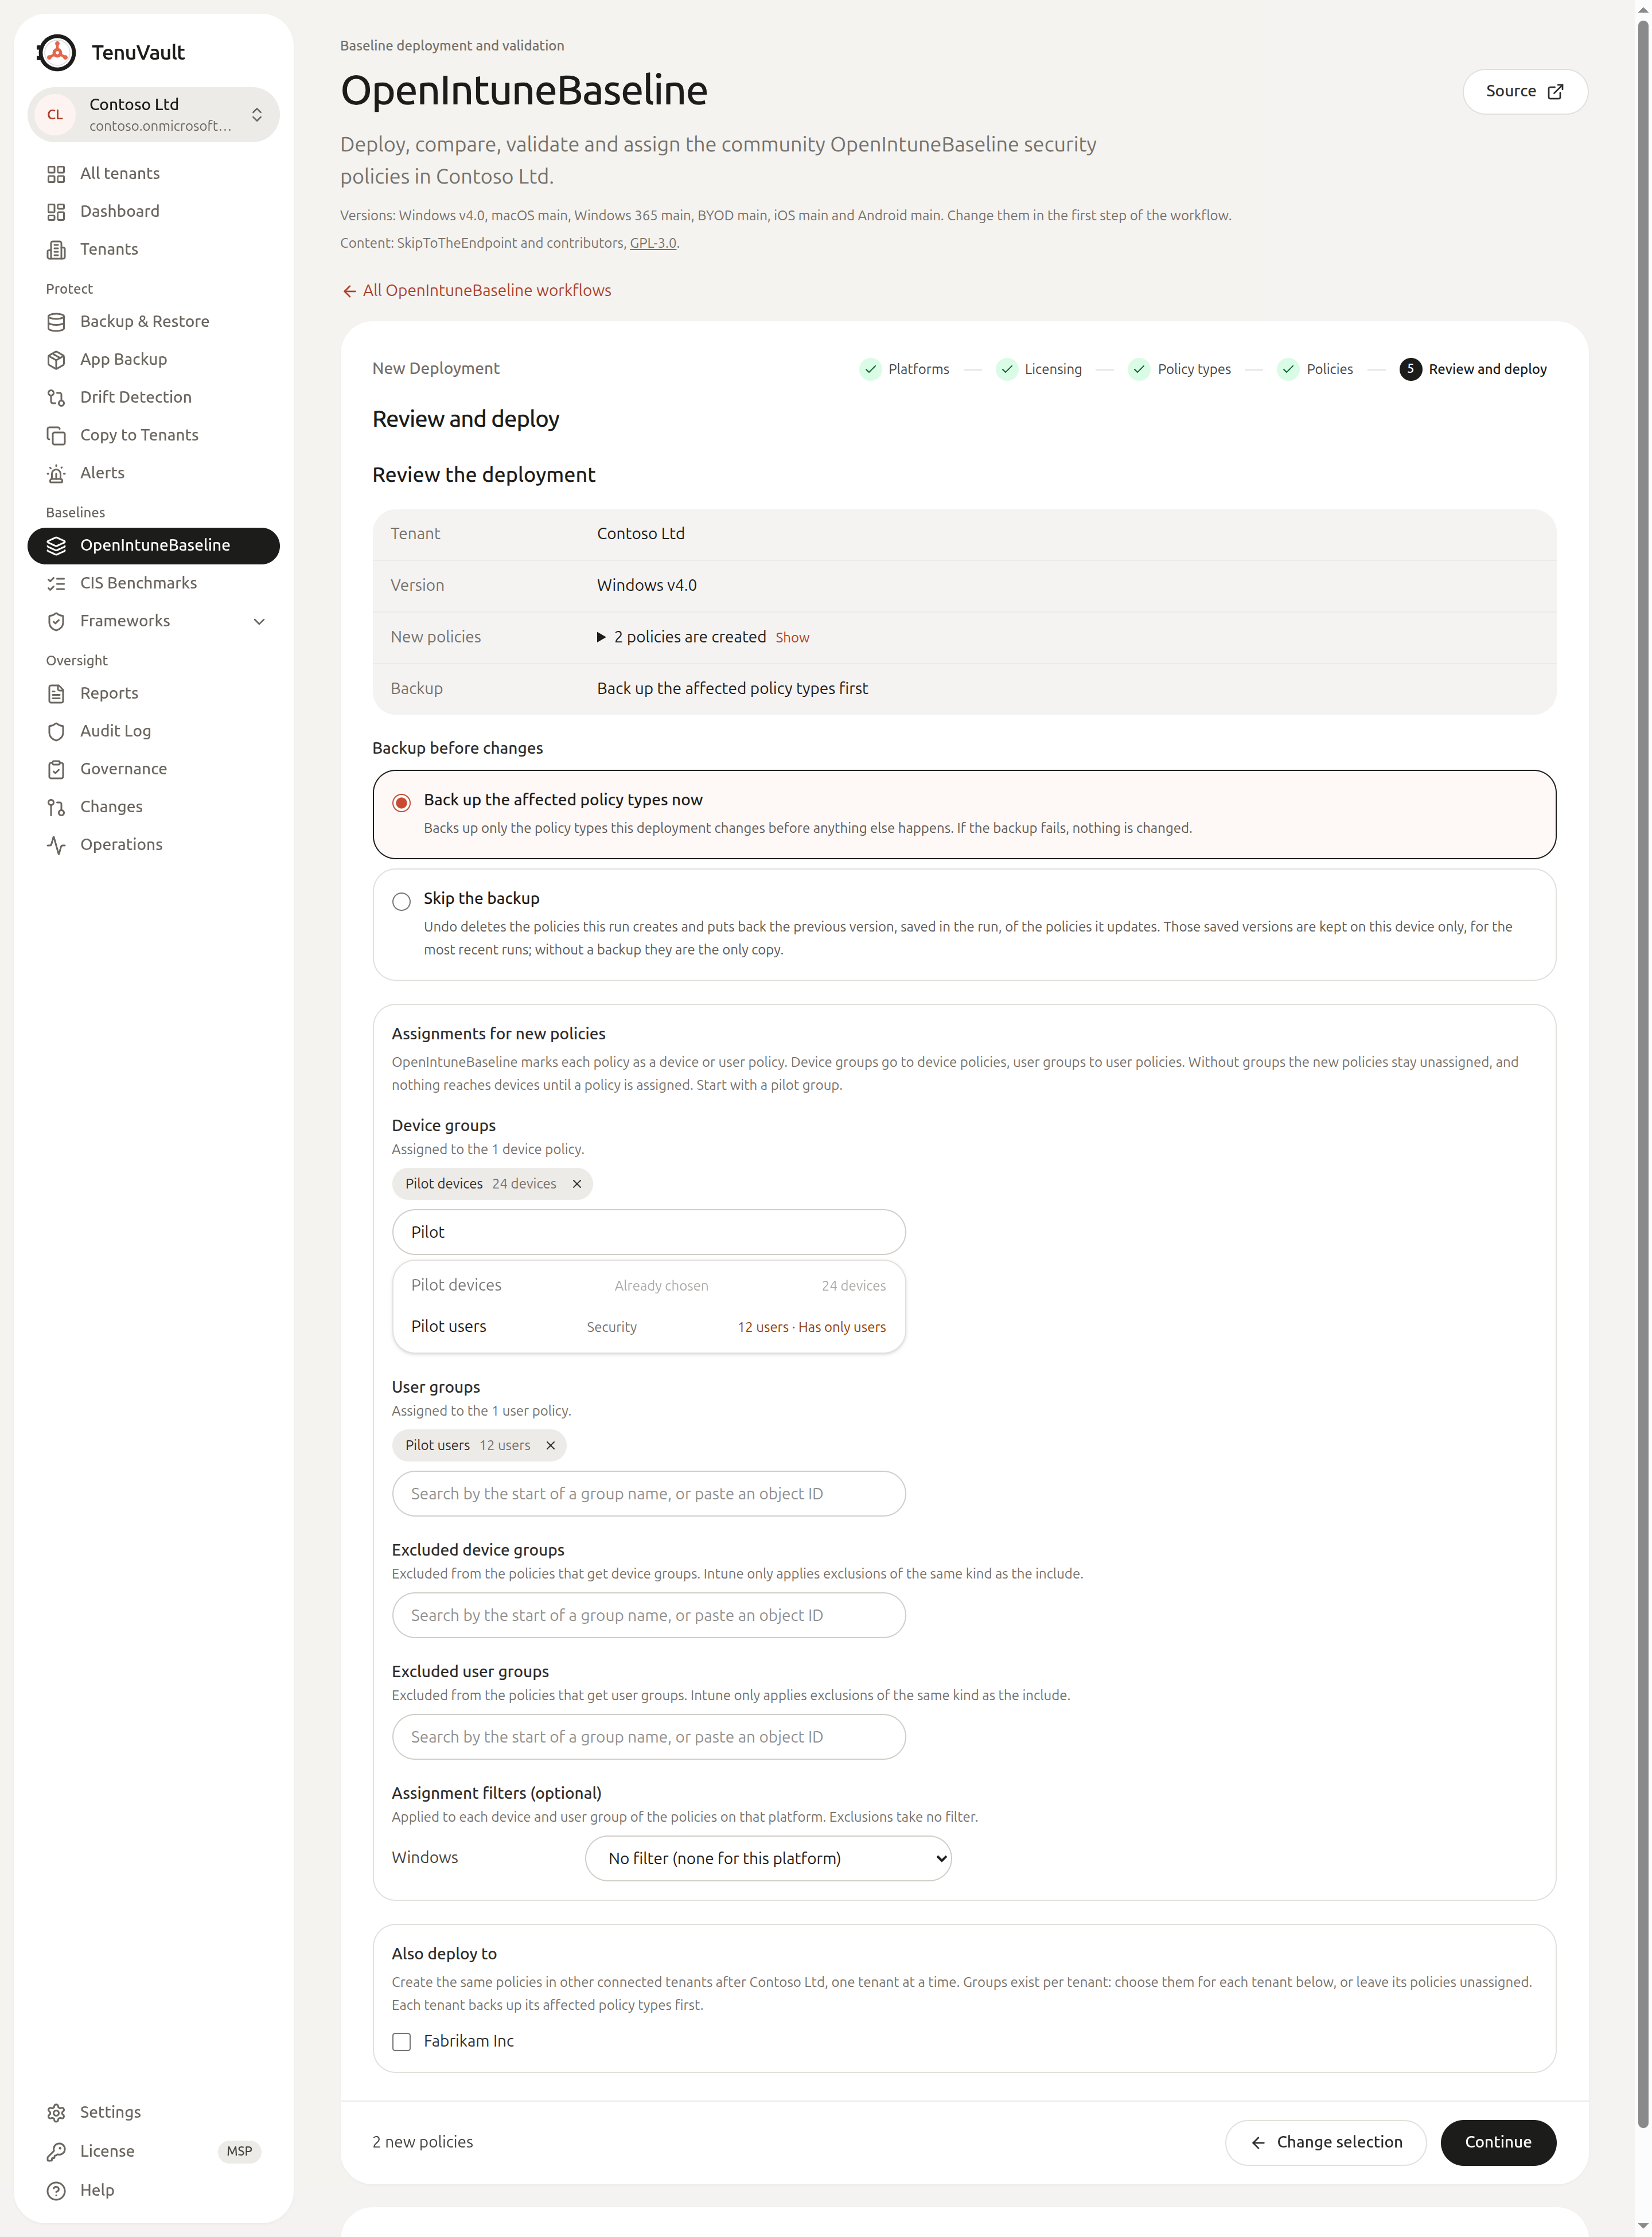 TenuVault
CL
Contoso Ltd
contoso.onmicrosoft...
All tenants
Dashboard
Tenants
Protect
Backup & Restore
App Backup
Drift Detection
Copy to Tenants
Alerts
Baselines
OpenIntuneBaseline
CIS Benchmarks
Frameworks
Oversight
Reports
Audit Log
Governance
Changes
Operations
Settings
License MSP
Help
Baseline deployment and validation
OpenIntuneBaseline
Source
Deploy, compare, validate and assign the community OpenIntuneBaseline security
policies in Contoso Ltd.
Versions: Windows v4.0, macOS main, Windows 365 main, BYOD main, iOS main and Android main. Change them in the first step of the workflow.
Content: SkipToTheEndpoint and contributors, GPL-3.0.
← All OpenIntuneBaseline workflows
New Deployment
Platforms
Licensing
Policy types
Policies
5 Review and deploy
Review and deploy
Review the deployment
Tenant Contoso Ltd
Version Windows v4.0
New policies ▶ 2 policies are created Show
Backup Back up the affected policy types first
Backup before changes
Back up the affected policy types now
Backs up only the policy types this deployment changes before anything else happens. If the backup fails, nothing is changed.
Skip the backup
Undo deletes the policies this run creates and puts back the previous version, saved in the run, of the policies it updates. Those saved versions are kept on this device only, for the
most recent runs; without a backup they are the only copy.
Assignments for new policies
OpenIntuneBaseline marks each policy as a device or user policy. Device groups go to device policies, user groups to user policies. Without groups the new policies stay unassigned, and
nothing reaches devices until a policy is assigned. Start with a pilot group.
Device groups
Assigned to the 1 device policy.
Pilot devices 24 devices ×
Pilot
Pilot devices Already chosen 24 devices
Pilot users Security 12 users · Has only users
User groups
Assigned to the 1 user policy.
Pilot users 12 users ×
Search by the start of a group name, or paste an object ID
Excluded device groups
Excluded from the policies that get device groups. Intune only applies exclusions of the same kind as the include.
Search by the start of a group name, or paste an object ID
Excluded user groups
Excluded from the policies that get user groups. Intune only applies exclusions of the same kind as the include.
Search by the start of a group name, or paste an object ID
Assignment filters (optional)
Applied to each device and user group of the policies on that platform. Exclusions take no filter.
Windows No filter (none for this platform)
Also deploy to
Create the same policies in other connected tenants after Contoso Ltd, one tenant at a time. Groups exist per tenant: choose them for each tenant below, or leave its policies unassigned.
Each tenant backs up its affected policy types first.
Fabrikam Inc
2 new policies
← Change selection
Continue